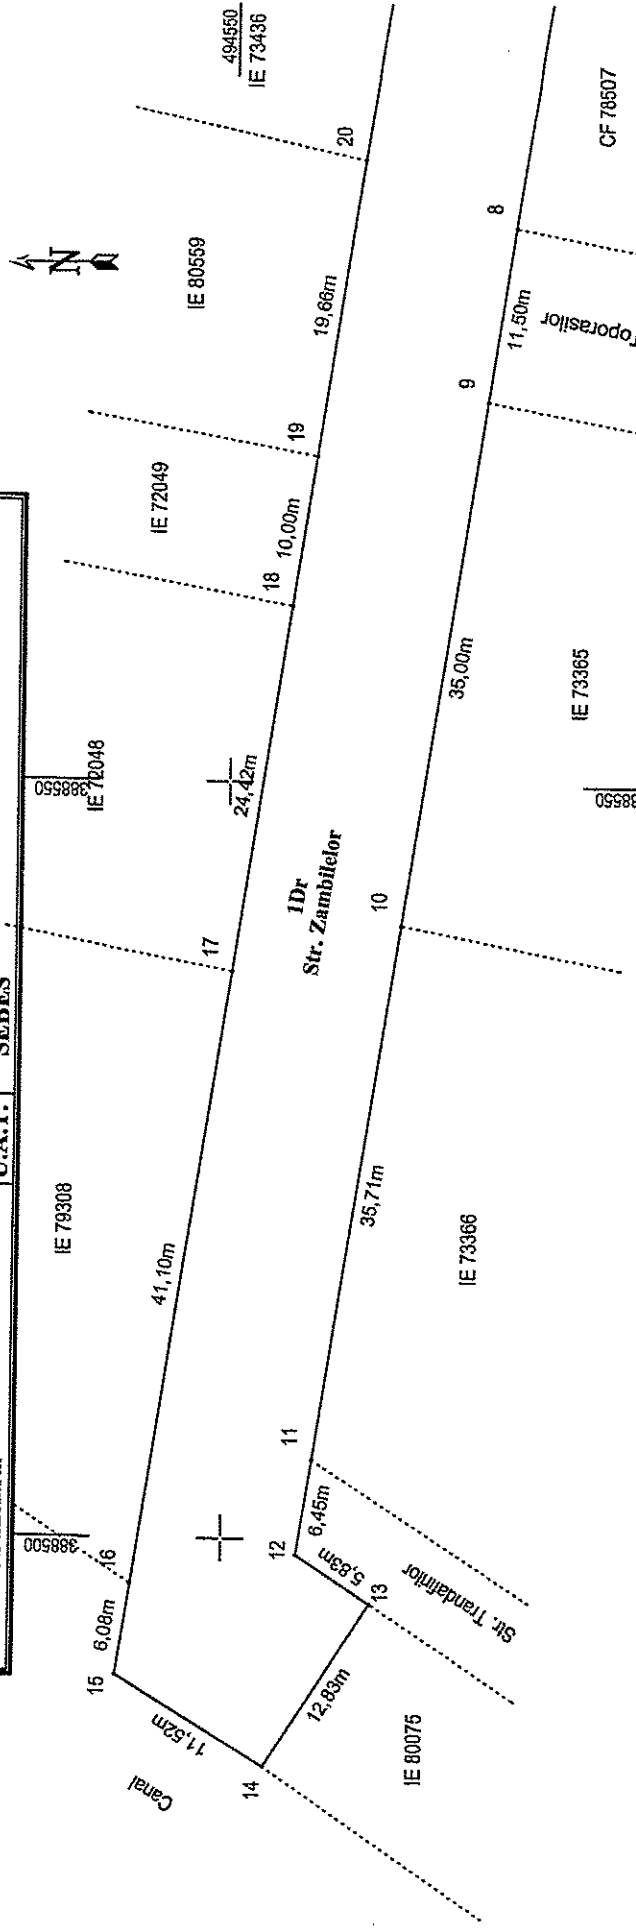 U.A.T. SEBES
494550
IE 73436
N
20
IE 80559
19,66m
19
IE 72049
10,00m
18
388550
IE 72048
24,42m
17
IE 79308
41,10m
388500
16
6,08m
15
11,52m
Canal
14
12,83m
IE 80075
13
5,83m
12
6,45m
Str. Trandafirilor
11
IE 73366
35,71m
10
1Dr
Str. Zambilelor
35,00m
IE 73365
388550
9
11,50m
8
CF 78507